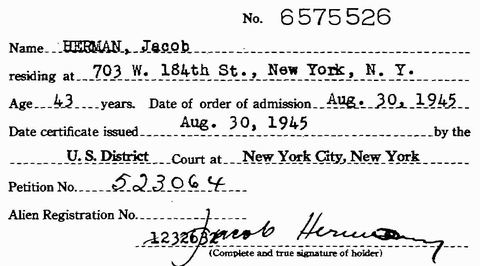 No. 6575526
Name HERMAN, Jacob
residing at 703 W. 184th St., New York, N. Y.
Age 43 years. Date of order of admission Aug. 30, 1945
Date certificate issued Aug. 30, 1945 by the
U. S. District Court at New York City, New York
Petition No. 523064
Alien Registration No. 1232632
Jacob Herman
(Complete and true signature of holder)